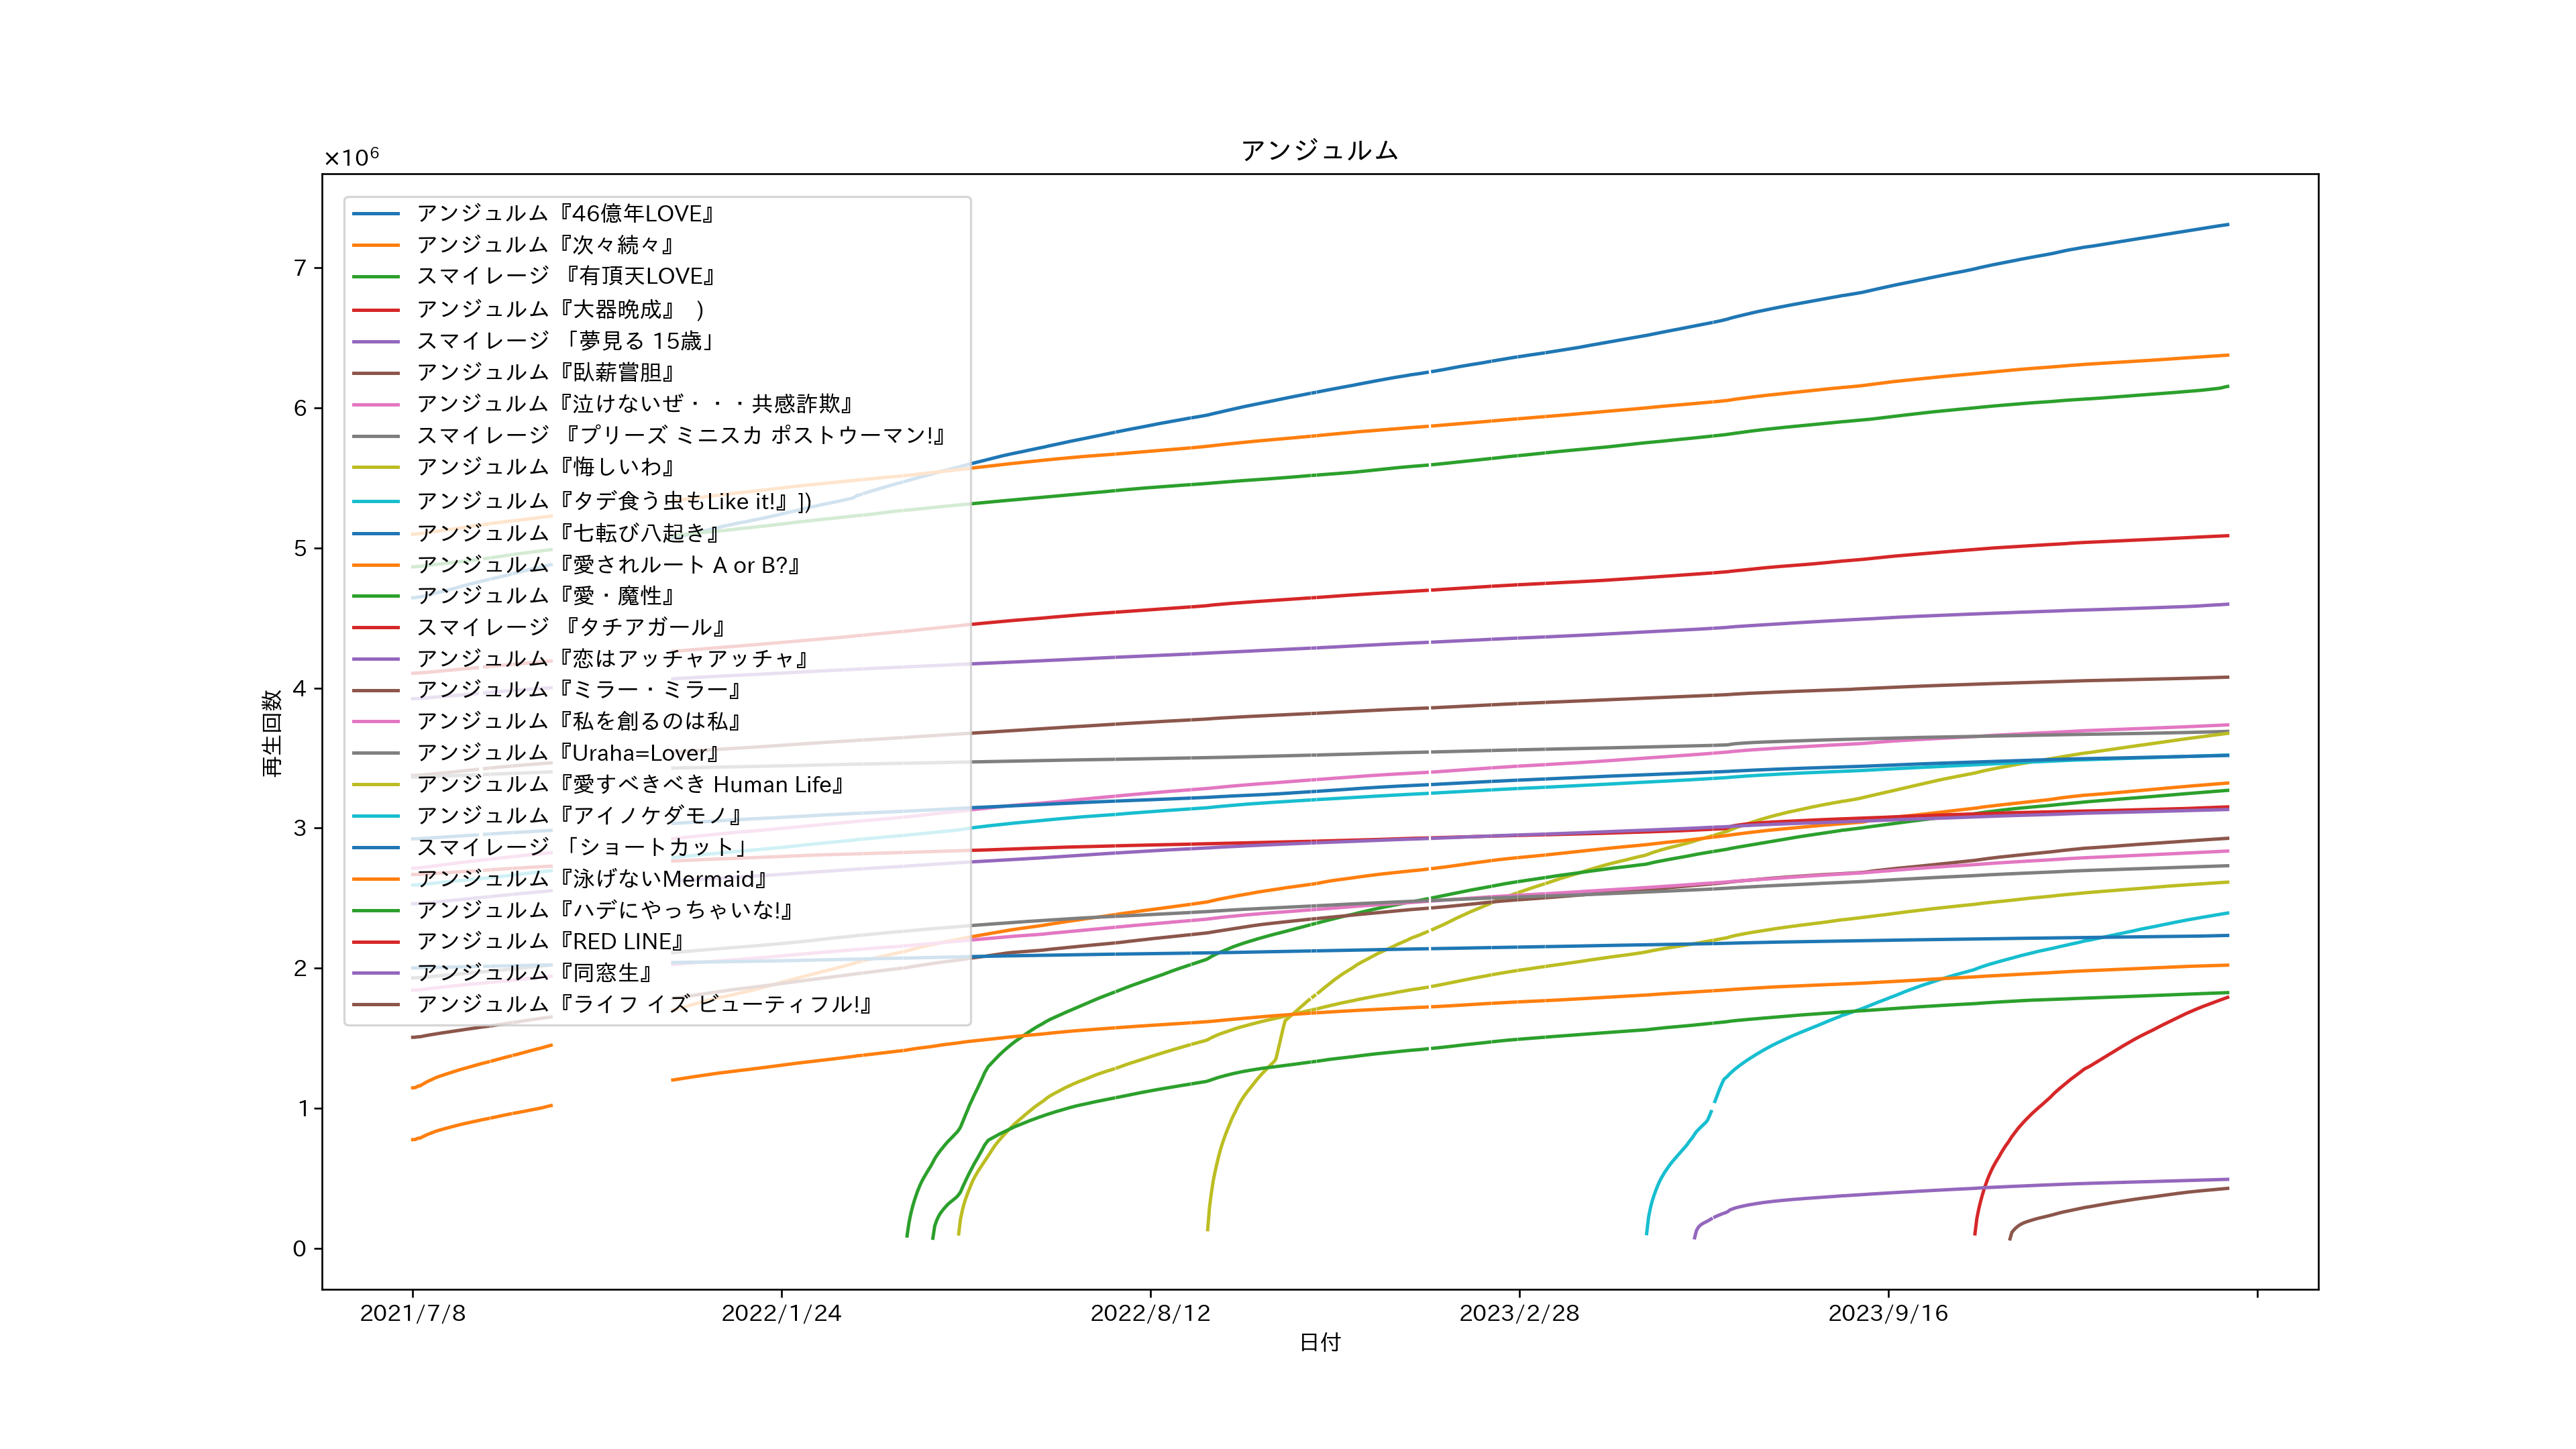 アンジュルム
×10⁶
アンジュルム『46億年LOVE』
アンジュルム『次々続々』
スマイレージ 『有頂天LOVE』
アンジュルム『大器晩成』 )
スマイレージ 「夢見る 15歳」
アンジュルム『臥薪嘗胆』
アンジュルム『泣けないぜ・・・共感詐欺』
スマイレージ 『プリーズ ミニスカ ポストウーマン!』
アンジュルム『悔しいわ』
アンジュルム『タデ食う虫もLike it!』])
アンジュルム『七転び八起き』
アンジュルム『愛されルート A or B?』
アンジュルム『愛・魔性』
スマイレージ 『タチアガール』
アンジュルム『恋はアッチャアッチャ』
アンジュルム『ミラー・ミラー』
アンジュルム『私を創るのは私』
アンジュルム『Uraha=Lover』
アンジュルム『愛すべきべき Human Life』
アンジュルム『アイノケダモノ』
スマイレージ 「ショートカット」
アンジュルム『泳げないMermaid』
アンジュルム『ハデにやっちゃいな!』
アンジュルム『RED LINE』
アンジュルム『同窓生』
アンジュルム『ライフ イズ ビューティフル!』
7
6
5
4
3
2
1
0
再生回数
2021/7/8 2022/1/24 2022/8/12 2023/2/28 2023/9/16
日付